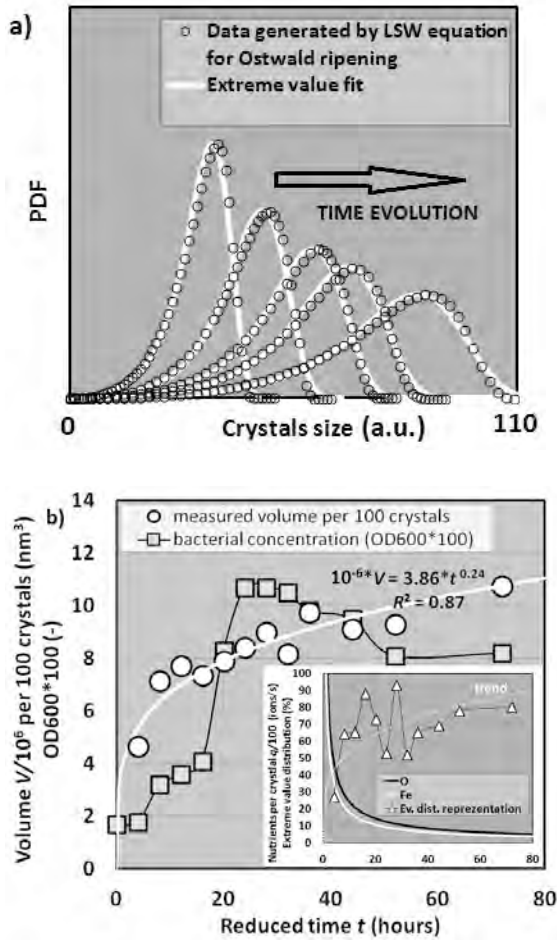 a)
Data generated by LSW equation
for Ostwald ripening
Extreme value fit
TIME EVOLUTION
PDF
0
Crystals size (a.u.)
110
b)
measured volume per 100 crystals
bacterial concentration (OD600*100)
10⁻⁶*V = 3.86*t^0.24
R² = 0.87
Volume V/10⁶ per 100 crystals (nm³)
OD600*100 (-)
14
12
10
8
6
4
2
0
Nutrients per crystal q/100 (ions/s)
Extreme value distribution (%)
100
90
80
70
60
50
40
30
20
10
0
trend
O
Fe
Ev. dist. reprezentation
0
20
40
60
80
0
20
40
60
80
Reduced time t (hours)